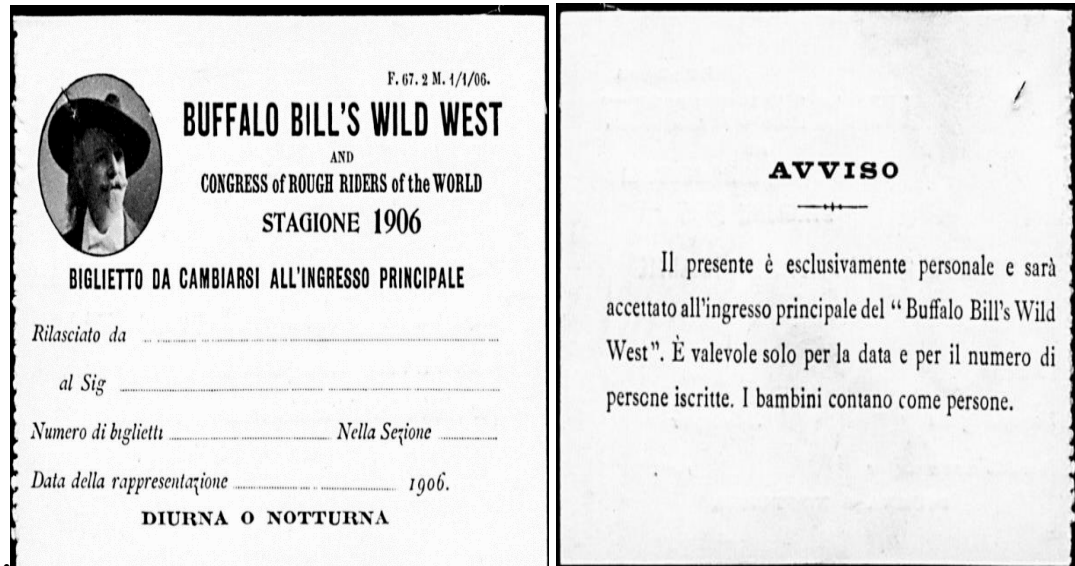 F. 67. 2 M. 1/1/06.
BUFFALO BILL'S WILD WEST
AND
CONGRESS of ROUGH RIDERS of the WORLD
STAGIONE 1906
BIGLIETTO DA CAMBIARSI ALL'INGRESSO PRINCIPALE
Rilasciato da
al Sig
Numero di biglietti Nella Sezione
Data della rappresentazione 1906.
DIURNA O NOTTURNA
AVVISO
Il presente è esclusivamente personale e sarà
accettato all'ingresso principale del “ Buffalo Bill's Wild
West ”. È valevole solo per la data e per il numero di
persone iscritte. I bambini contano come persone.